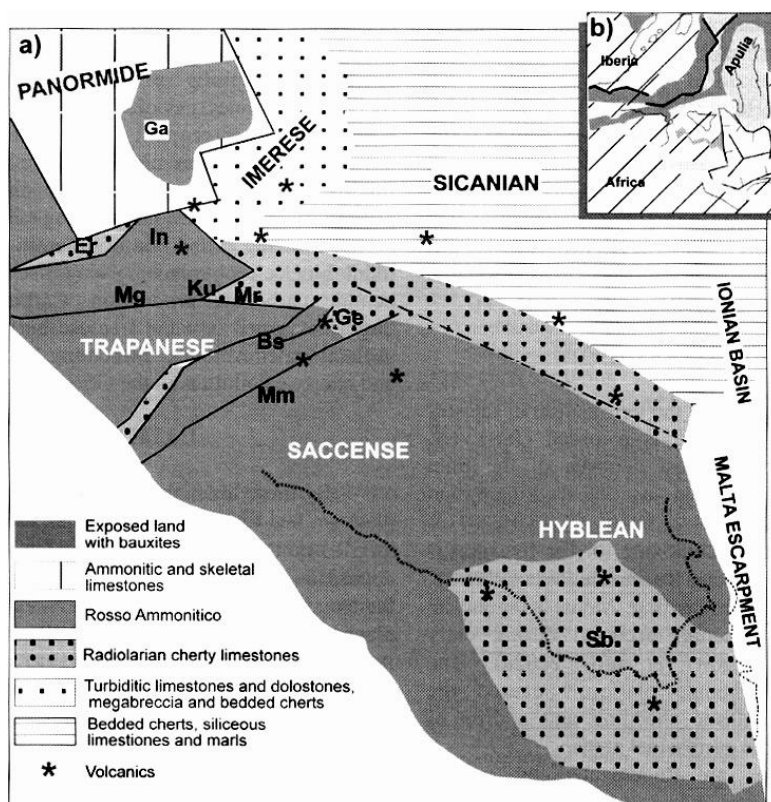 a)
b)
PANORMIDE
Iberia
Apulia
Africa
Ga
IMERESE
SICANIAN
Er
In
Mg
Ku
Mr
IONIAN BASIN
TRAPANESE
Bs
Ge
Mm
SACCENSE
HYBLEAN
MALTA ESCARPMENT
Sb
Exposed land
with bauxites
Ammonitic and skeletal
limestones
Rosso Ammonitico
Radiolarian cherty limestones
Turbiditic limestones and dolostones,
megabreccia and bedded cherts
Bedded cherts, siliceous
limestiones and marls
* Volcanics